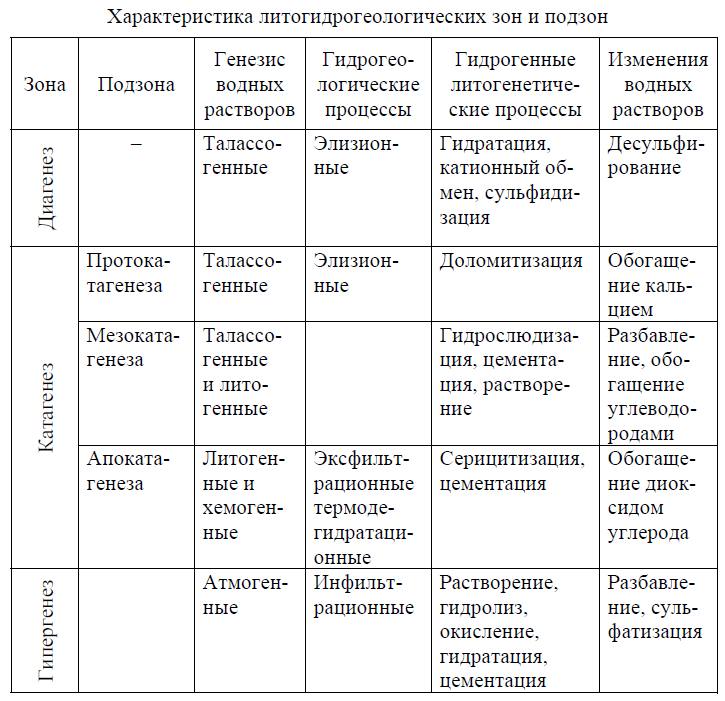 Характеристика литогидрогеологических зон и подзон
Зона
Подзона
Генезис
водных
растворов
Гидрогео-
логические
процессы
Гидрогенные
литогенетиче-
ские процессы
Изменения
водных
растворов
Диагенез
–
Талассо-
генные
Элизион-
ные
Гидратация,
катионный об-
мен, сульфиди-
зация
Десульфи-
рование
Катагенез
Протока-
тагенеза
Талассо-
генные
Элизион-
ные
Доломитизация
Обогаще-
ние каль-
цием
Мезоката-
генеза
Талассо-
генные
и лито-
генные
Гидрослюдиза-
ция, цемента-
ция, растворе-
ние
Разбавле-
ние, обо-
гащение
углеводо-
родами
Апоката-
генеза
Литоген-
ные и
хемоген-
ные
Эксфильт-
рационные
термоде-
гидратаци-
онные
Серицитизация,
цементация
Обогаще-
ние диок-
сидом
углерода
Гипергенез
Атмоген-
ные
Инфильт-
рационные
Растворение,
гидролиз,
окисление,
гидратация,
цементация
Разбавле-
ние, суль-
фатизация